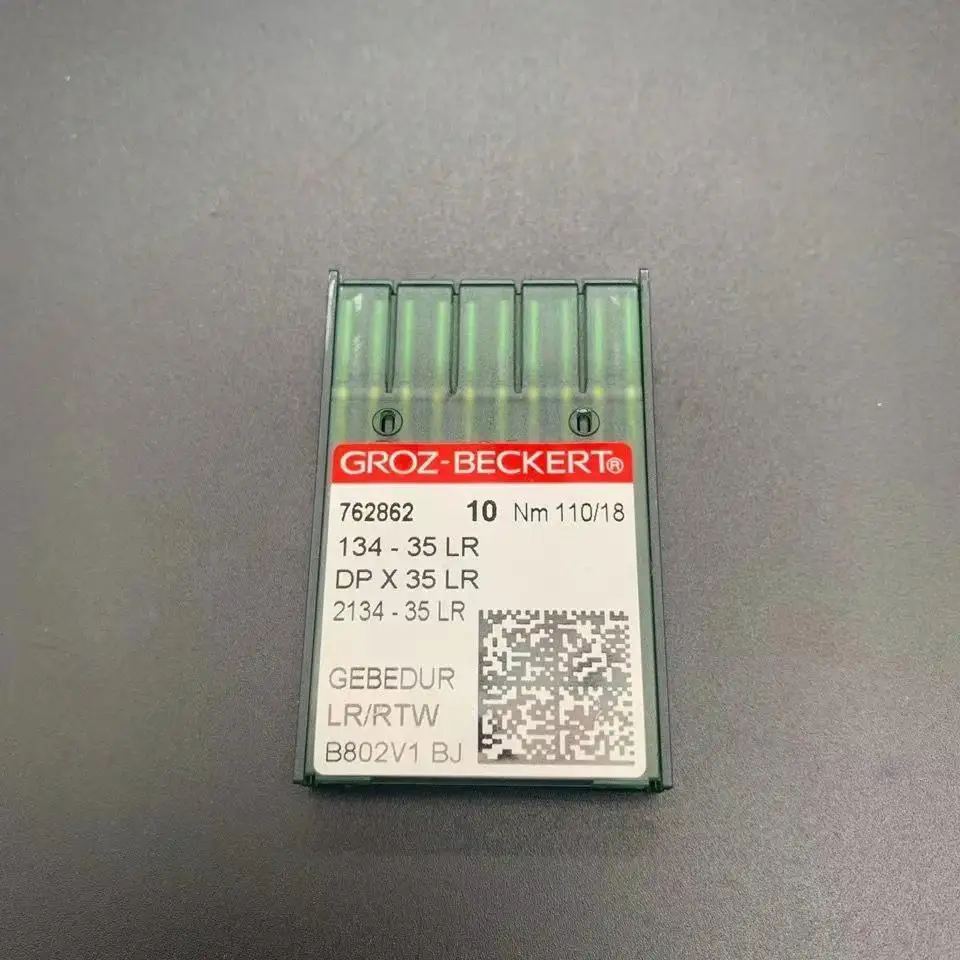 GROZ-BECKERT®
762862 10 Nm 110/18
134 - 35 LR
DP X 35 LR
2134 - 35 LR
GEBEDUR
LR/RTW
B802V1 BJ